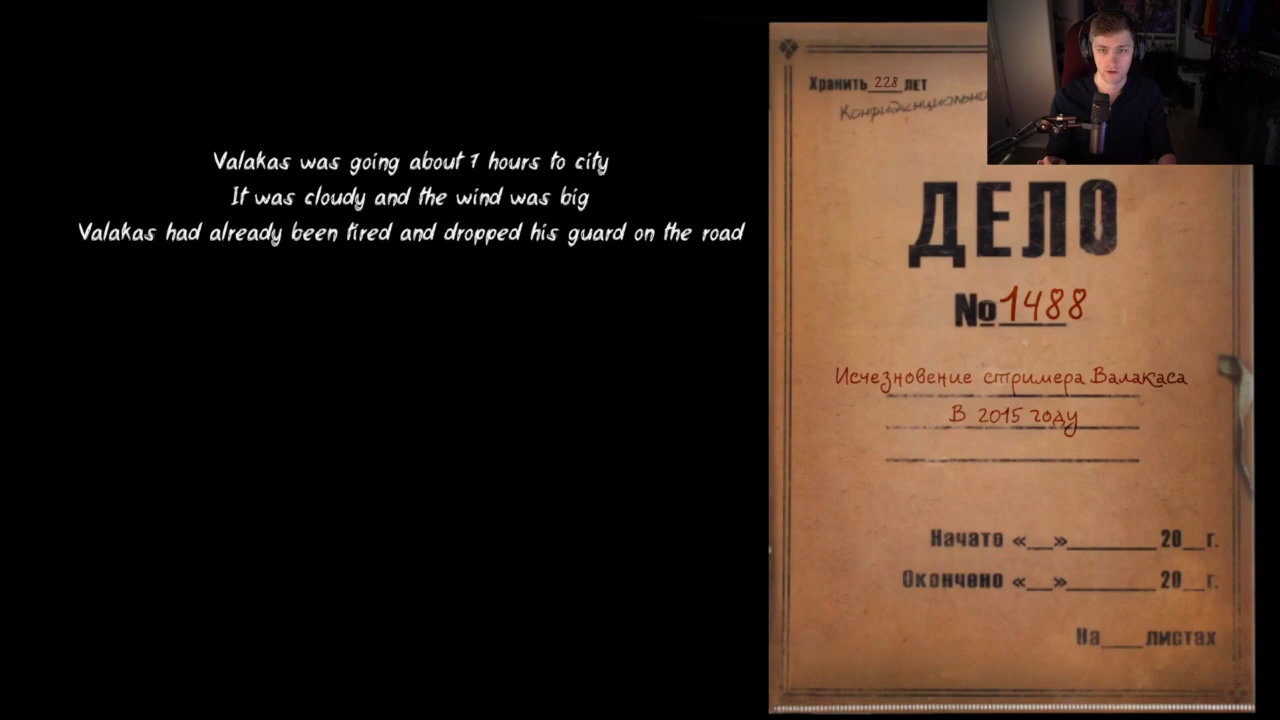 Valakas was going about 7 hours to city
It was cloudy and the wind was big
Valakas had already been tired and dropped his guard on the road
Хранить 228 лет
Конфиденциально
ДЕЛО
№1488
Исчезновение стримера Валакаса
В 2015 году
Начато «__»________ 20__г.
Окончено «__»________ 20__г.
На____листах